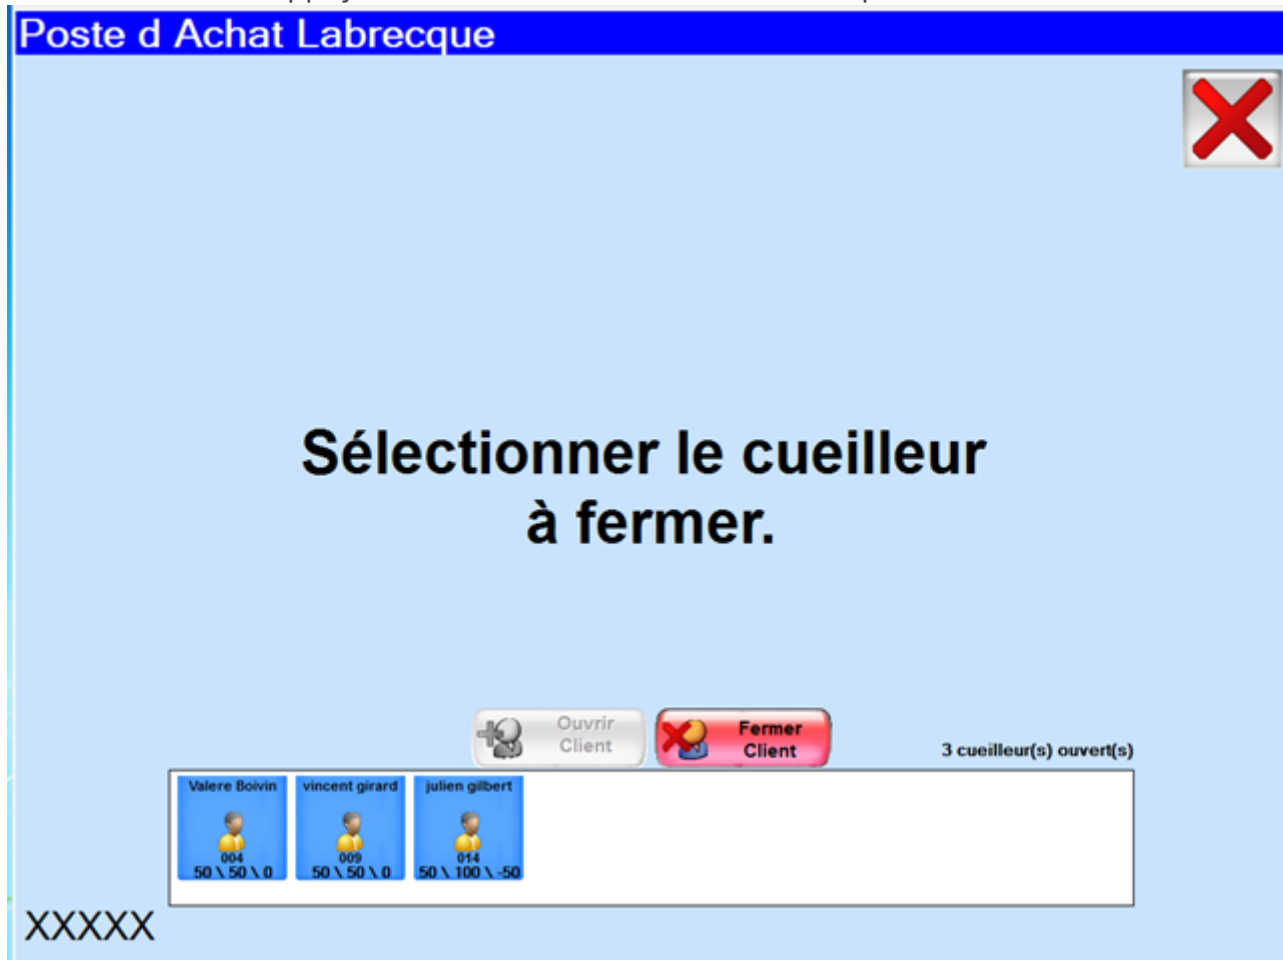 Poste d Achat Labrecque
Sélectionner le cueilleur
à fermer.
Ouvrir
Client
Fermer
Client
3 cueilleur(s) ouvert(s)
Valere Boivin
004
50 \ 50 \ 0
vincent girard
009
50 \ 50 \ 0
julien gilbert
014
50 \ 100 \ -50
XXXXX